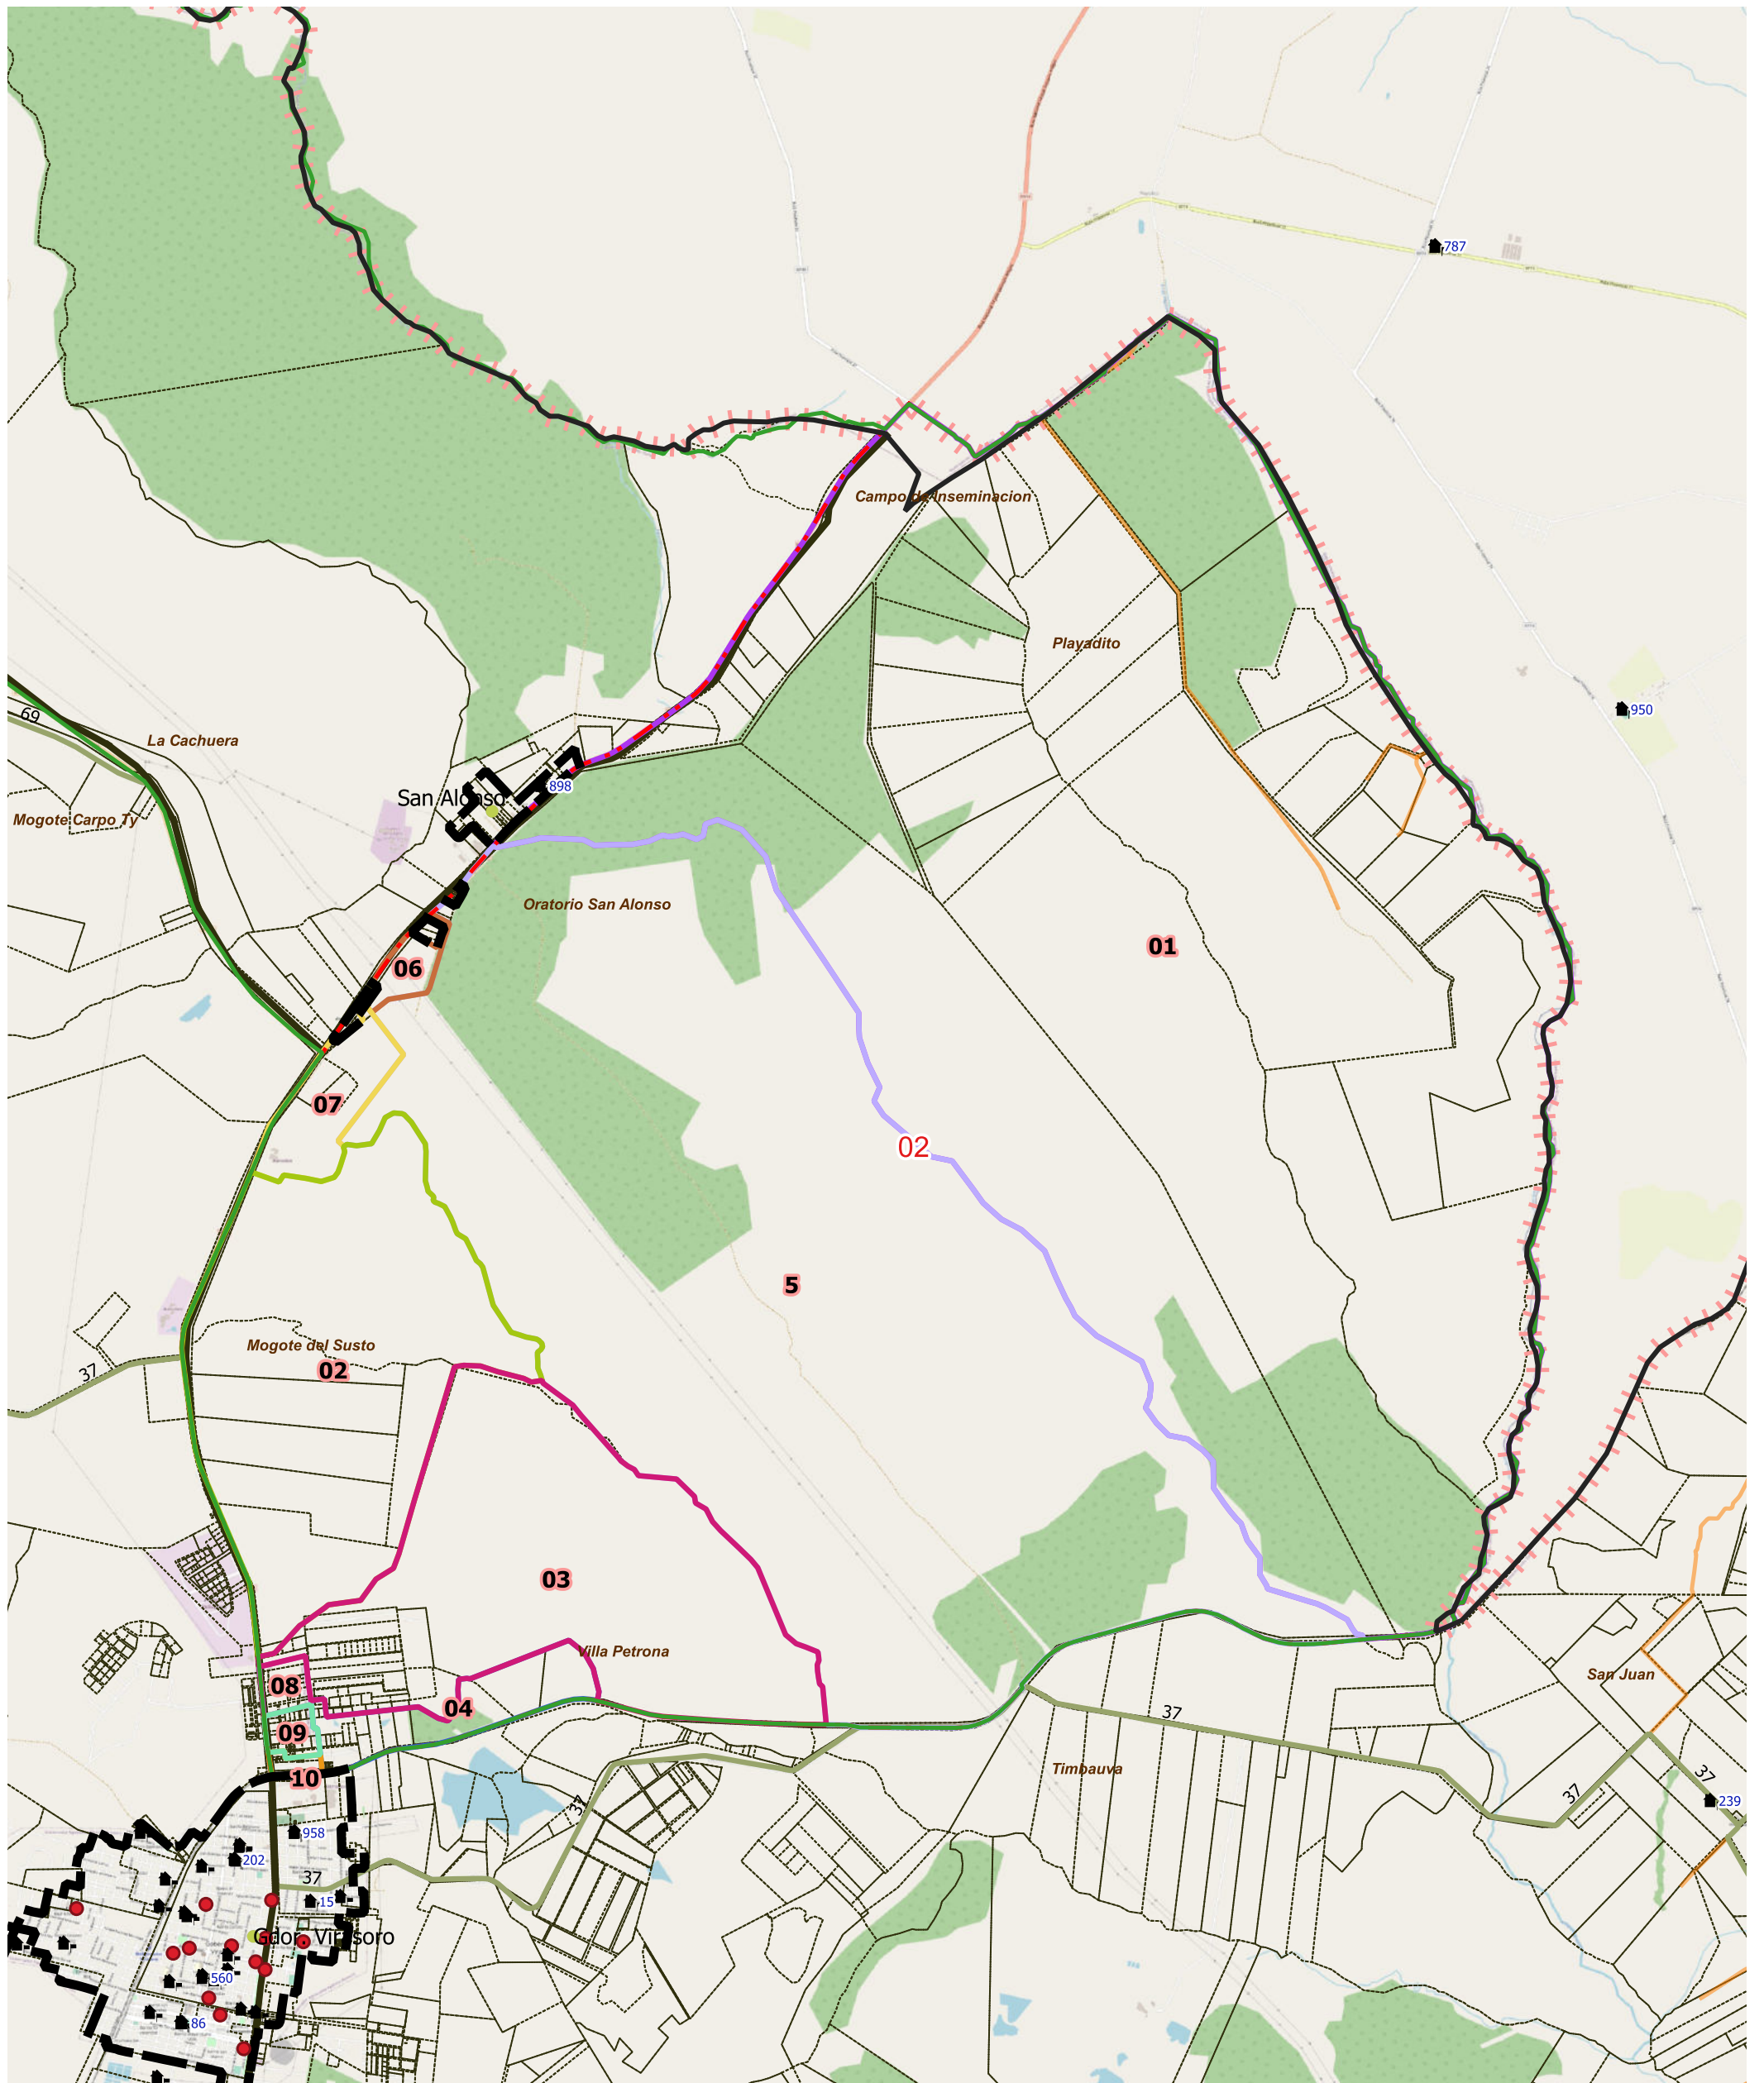 787
Campo de Inseminacion
Playadito
950
69
La Cachuera
898
San Alonso
Mogote Carpo Ty
Oratorio San Alonso
01
06
07
02
5
Mogote del Susto
02
37
03
Villa Petrona
San Juan
08
04
37
09
Timbauva
10
37
37
37
239
958
202
37
15
Gdor. Virasoro
560
86